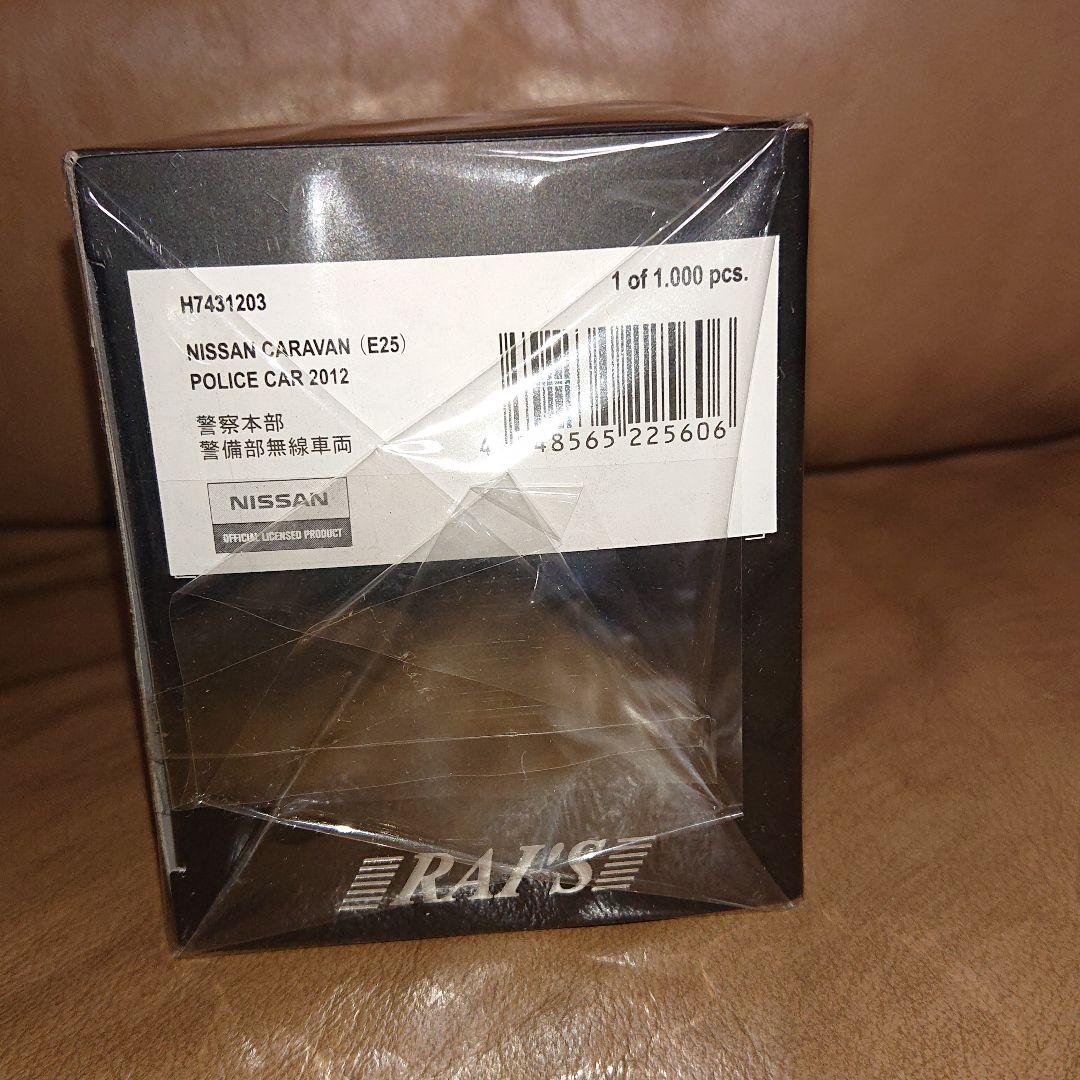 H7431203
1 of 1.000 pcs.
NISSAN CARAVAN（E25）
POLICE CAR 2012
警察本部
警備部無線車両
48565 225606
NISSAN
OFFICIAL LICENSED PRODUCT
RAI'S